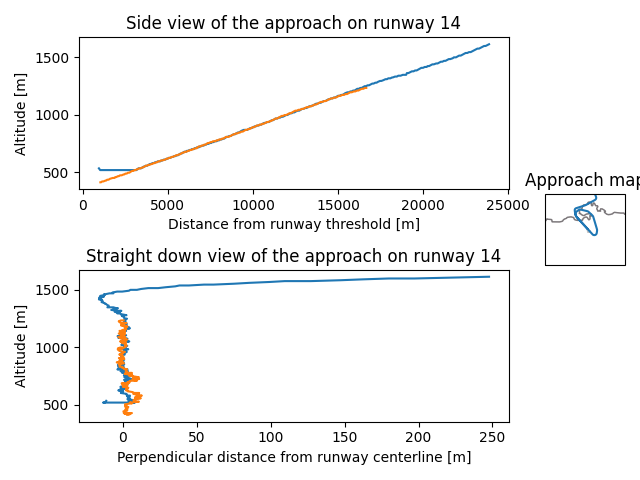 Side view of the approach on runway 14
1500
1000
500
Altitude [m]
0 5000 10000 15000 20000 25000
Distance from runway threshold [m]
Approach map
Straight down view of the approach on runway 14
1500
1000
500
Altitude [m]
0 50 100 150 200 250
Perpendicular distance from runway centerline [m]